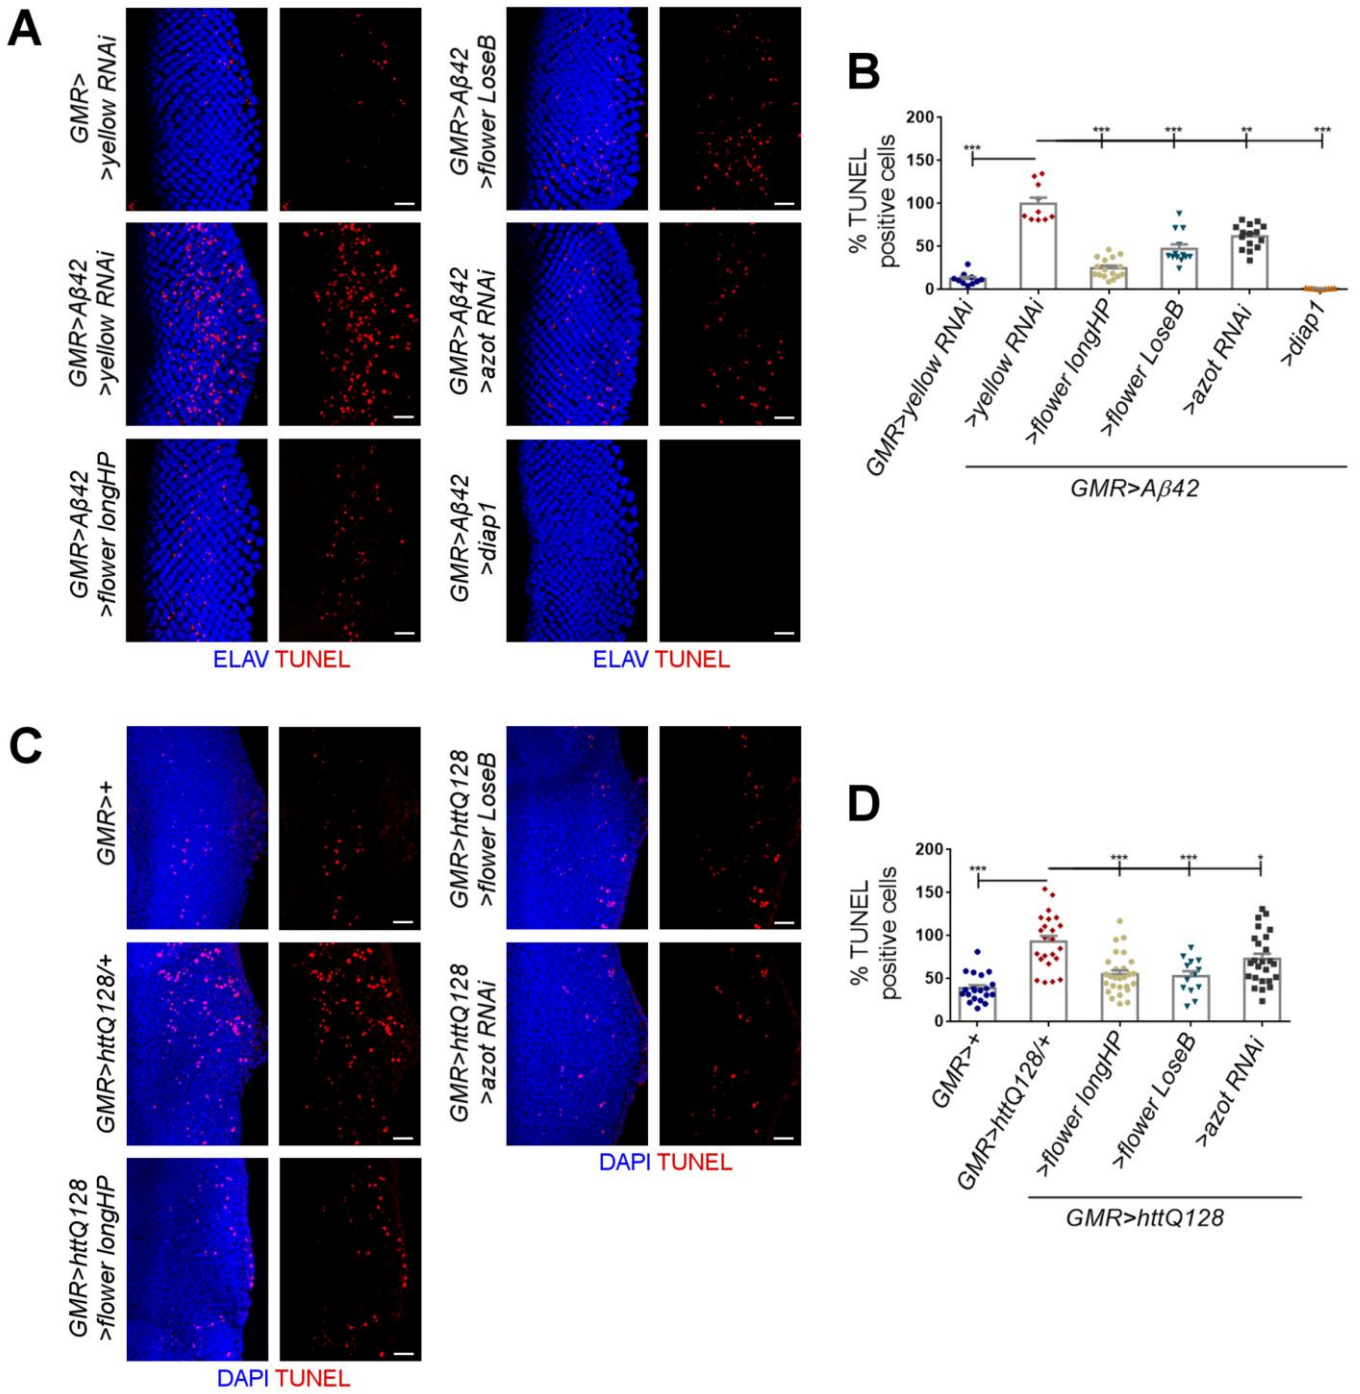 A
GMR>
>yellow RNAi
GMR>Aβ42
>yellow RNAi
GMR>Aβ42
>flower longHP
ELAV TUNEL
GMR>Aβ42
>flower LoseB
GMR>Aβ42
>azot RNAi
GMR>Aβ42
>diap1
ELAV TUNEL
B
% TUNEL
positive cells
200
150
100
50
0
***
***
***
**
***
GMR>yellow RNAi
>yellow RNAi
>flower longHP
>flower LoseB
>azot RNAi
>diap1
GMR>Aβ42
C
GMR>+
GMR>httQ128/+
GMR>httQ128
>flower longHP
DAPI TUNEL
GMR>httQ128
>flower LoseB
GMR>httQ128
>azot RNAi
DAPI TUNEL
D
% TUNEL
positive cells
200
150
100
50
0
***
***
***
*
GMR>+
GMR>httQ128/+
>flower longHP
>flower LoseB
>azot RNAi
GMR>httQ128